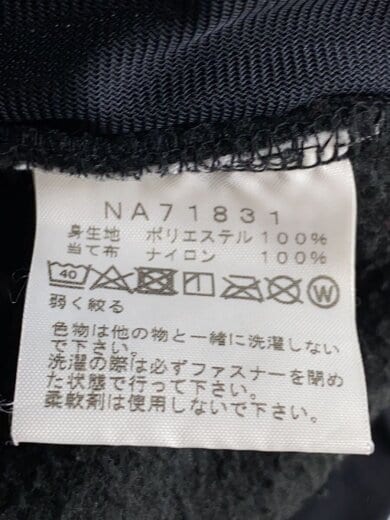 NA71831
身生地 ポリエステル100%
当て布 ナイロン 100%
40 W
弱く絞る
色物は他の物と一緒に洗濯しない
で下さい。
洗濯の際は必ずファスナーを閉め
た状態で行って下さい。
柔軟剤は使用しないで下さい。